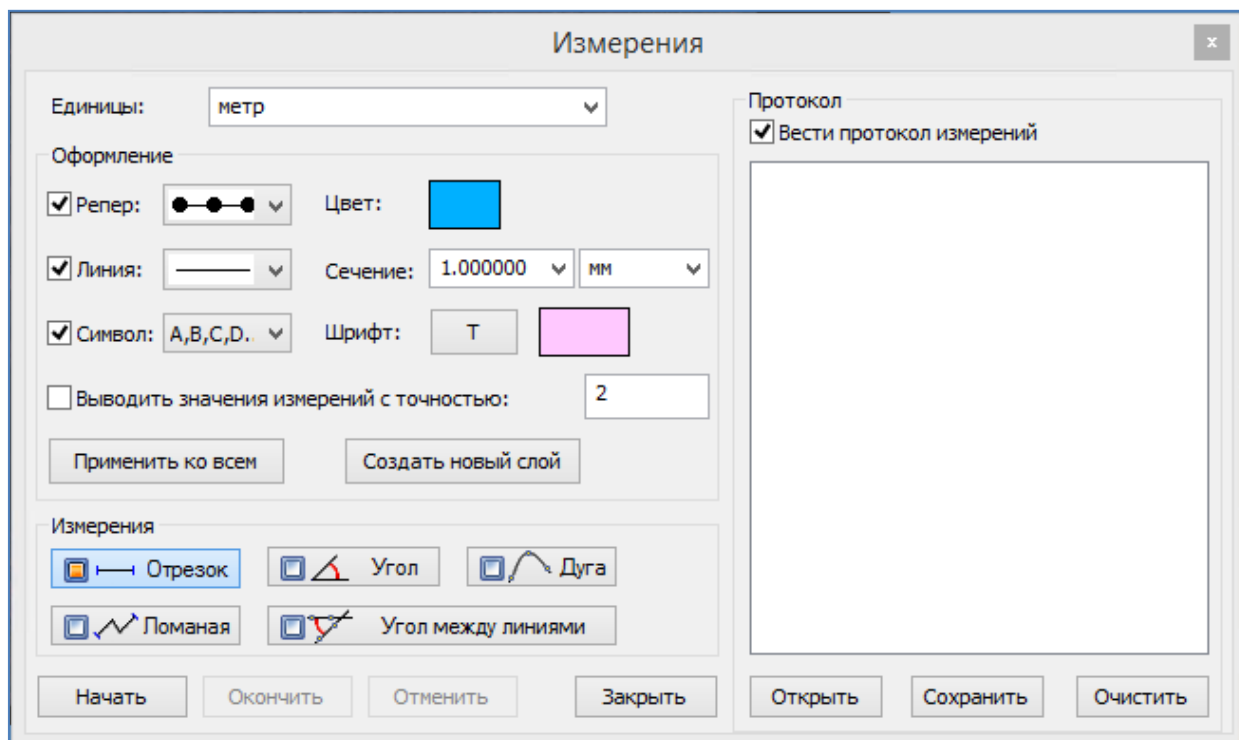 Измерения
x
Единицы: метр
Оформление
Репер: Цвет:
Линия: Сечение: 1.000000 мм
Символ: A,B,C,D.. Шрифт: T
Выводить значения измерений с точностью: 2
Применить ко всем Создать новый слой
Измерения
Отрезок Угол Дуга
Ломаная Угол между линиями
Начать Окончить Отменить Закрыть
Протокол
Вести протокол измерений
Открыть Сохранить Очистить